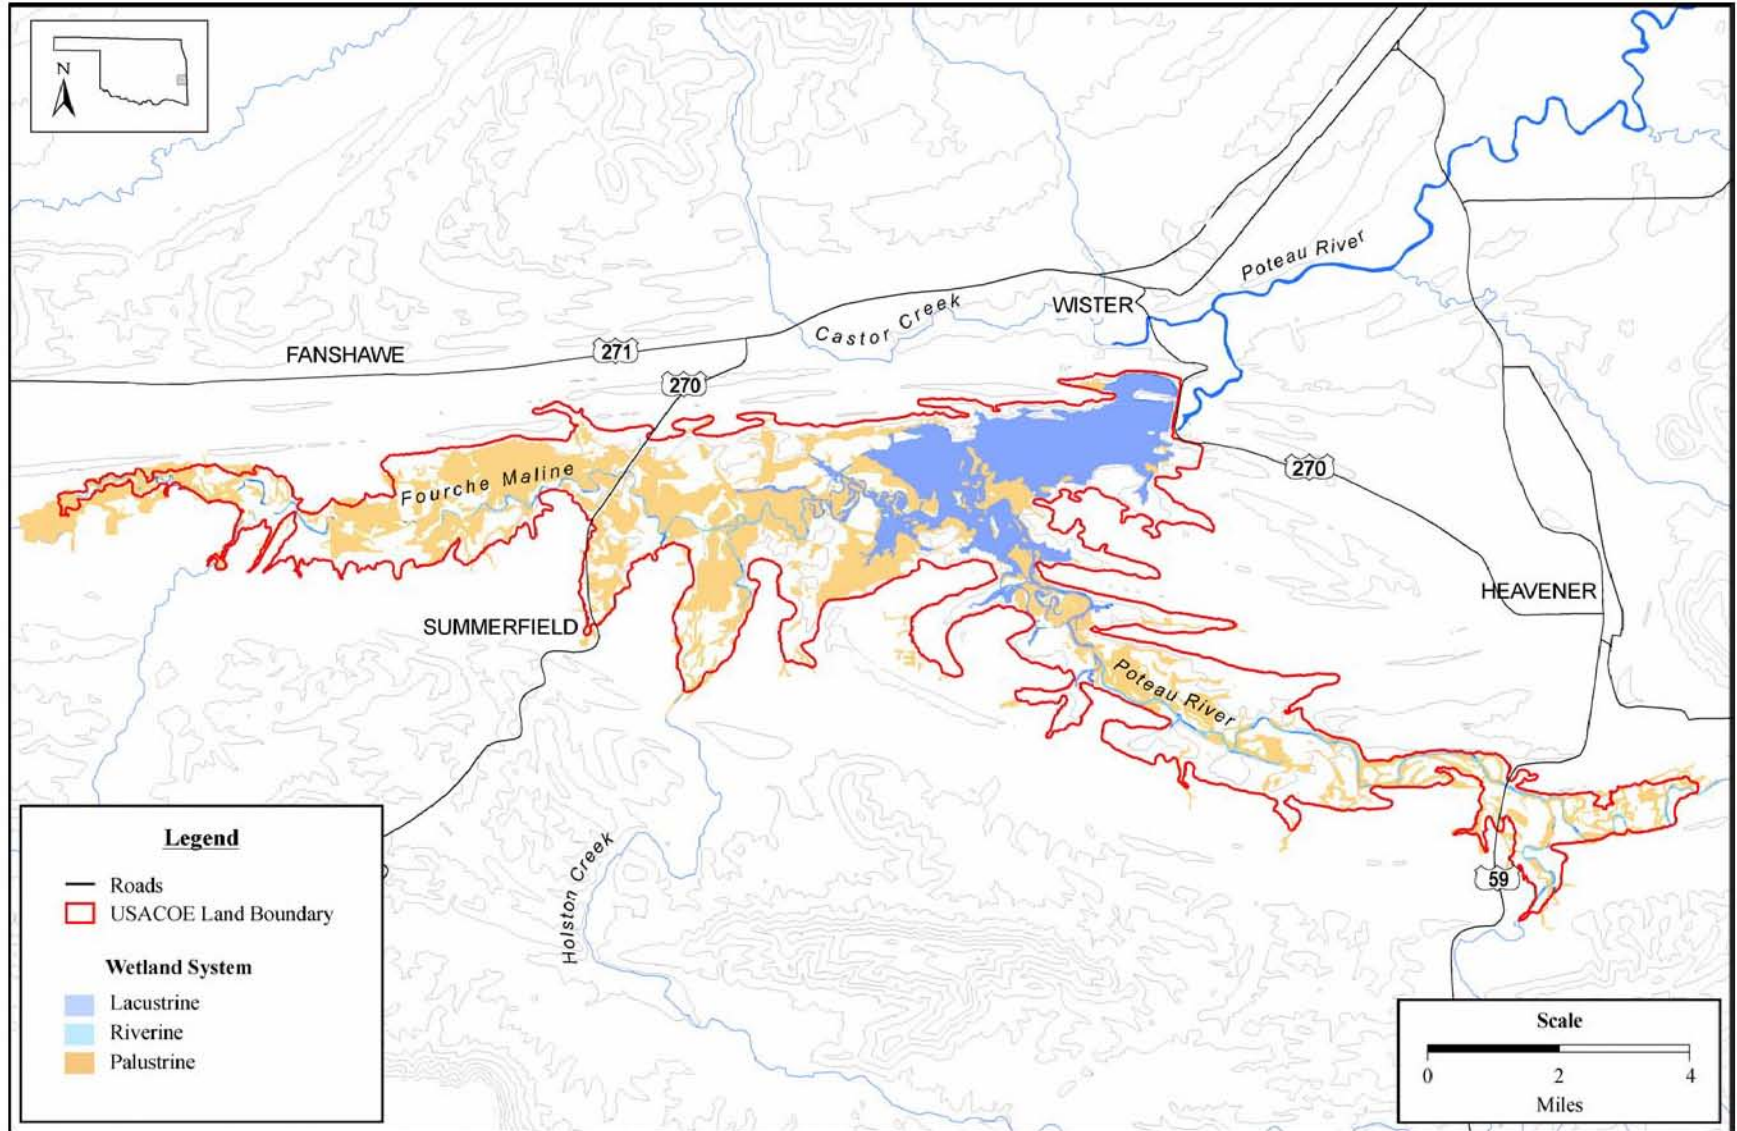 N
Poteau River
WISTER
Castor Creek
FANSHAWE
271
270
Fourche Maline
270
HEAVENER
SUMMERFIELD
Poteau River
Holston Creek
59
Legend
Roads
USACOE Land Boundary
Wetland System
Lacustrine
Riverine
Palustrine
Scale
0 2 4
Miles